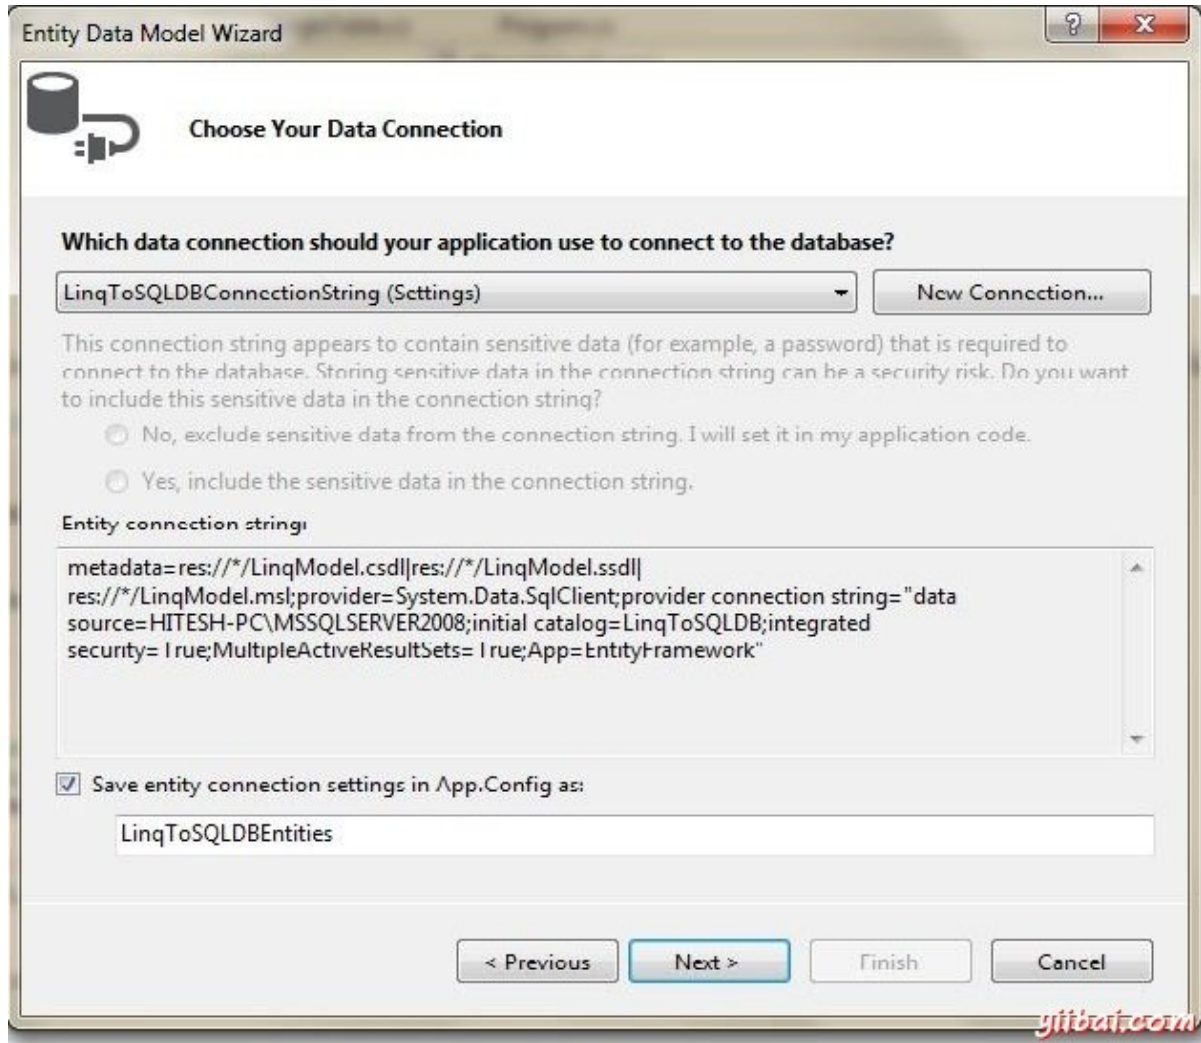 Entity Data Model Wizard
Choose Your Data Connection
Which data connection should your application use to connect to the database?
LinqToSQLDBConnectionString (Settings)
New Connection...
This connection string appears to contain sensitive data (for example, a password) that is required to
connect to the database. Storing sensitive data in the connection string can be a security risk. Do you want
to include this sensitive data in the connection string?
No, exclude sensitive data from the connection string. I will set it in my application code.
Yes, include the sensitive data in the connection string.
Entity connection string:
metadata=res://*/LinqModel.csdl|res://*/LinqModel.ssdl|
res://*/LinqModel.msl;provider=System.Data.SqlClient;provider connection string="data
source=HITESH-PC\MSSQLSERVER2008;initial catalog=LinqToSQLDB;integrated
security=True;MultipleActiveResultSets=True;App=EntityFramework"
Save entity connection settings in App.Config as:
LinqToSQLDBEntities
< Previous
Next >
Finish
Cancel
yiibai.com